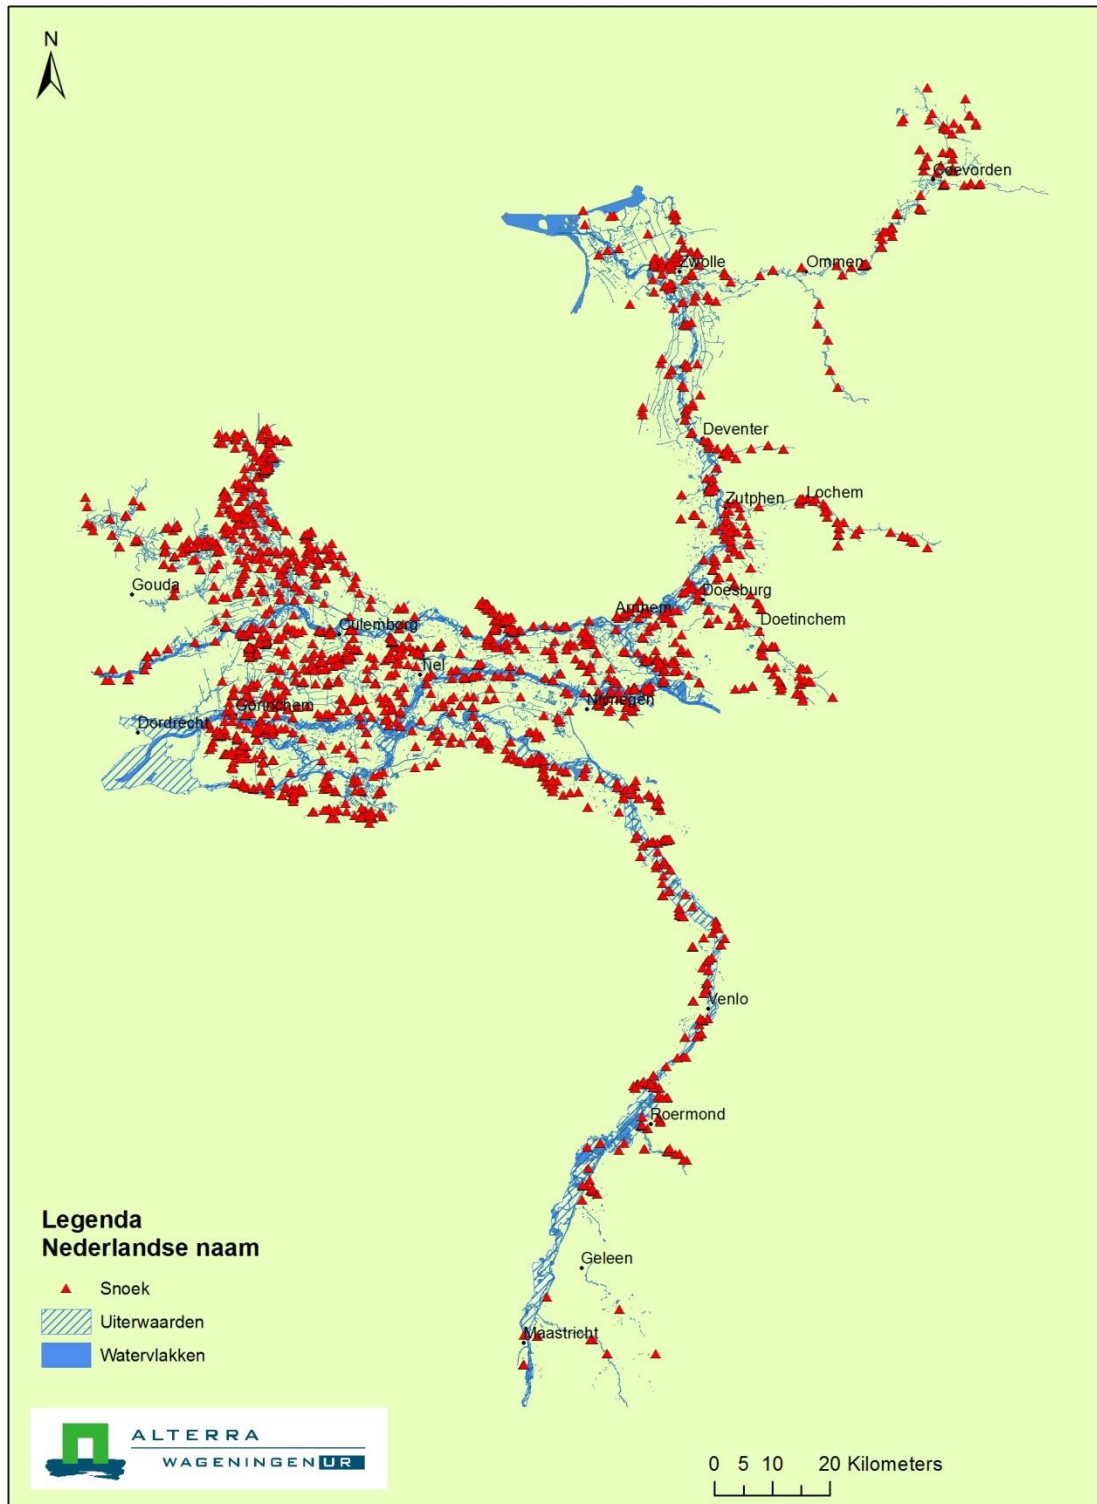 N
Coevorden
Zwolle
Ommen
Deventer
Zutphen
Lochem
Gouda
Doesburg
Arnhem
Doetinchem
Culemborg
Tiel
Gorinchem
Nijmegen
Dordrecht
Venlo
Roermond
Geleen
Maastricht
Legenda
Nederlandse naam
Snoek
Uiterwaarden
Watervlakken
ALTERRA
WAGENINGEN UR
0 5 10 20 Kilometers